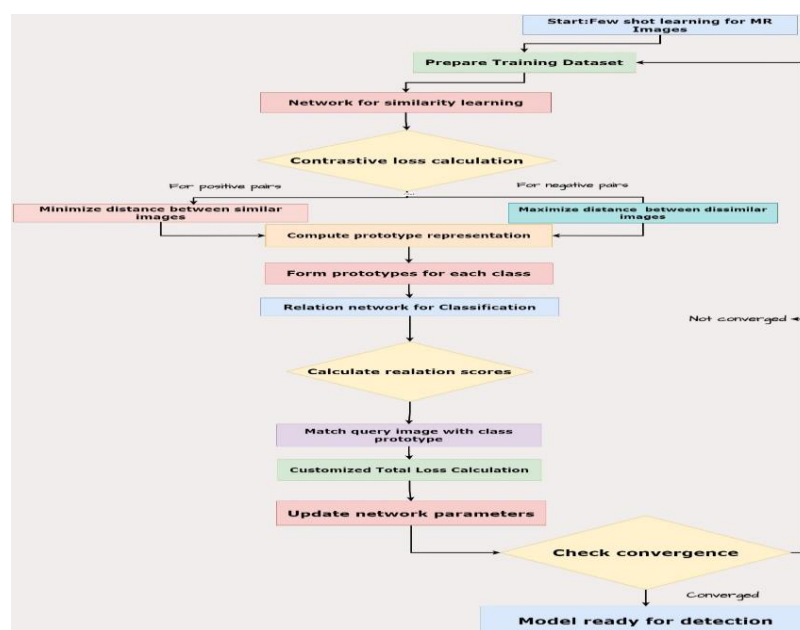 Start:Few shot learning for MR
Images
Prepare Training Dataset
Network for similarity learning
Contrastive loss calculation
For positive pairs
For negative pairs
Minimize distance between similar
images
Maximize distance between dissimilar
images
Compute prototype representation
Form prototypes for each class
Relation network for Classification
Not converged
Calculate realation scores
Match query image with class
prototype
Customized Total Loss Calculation
Update network parameters
Check convergence
Converged
Model ready for detection